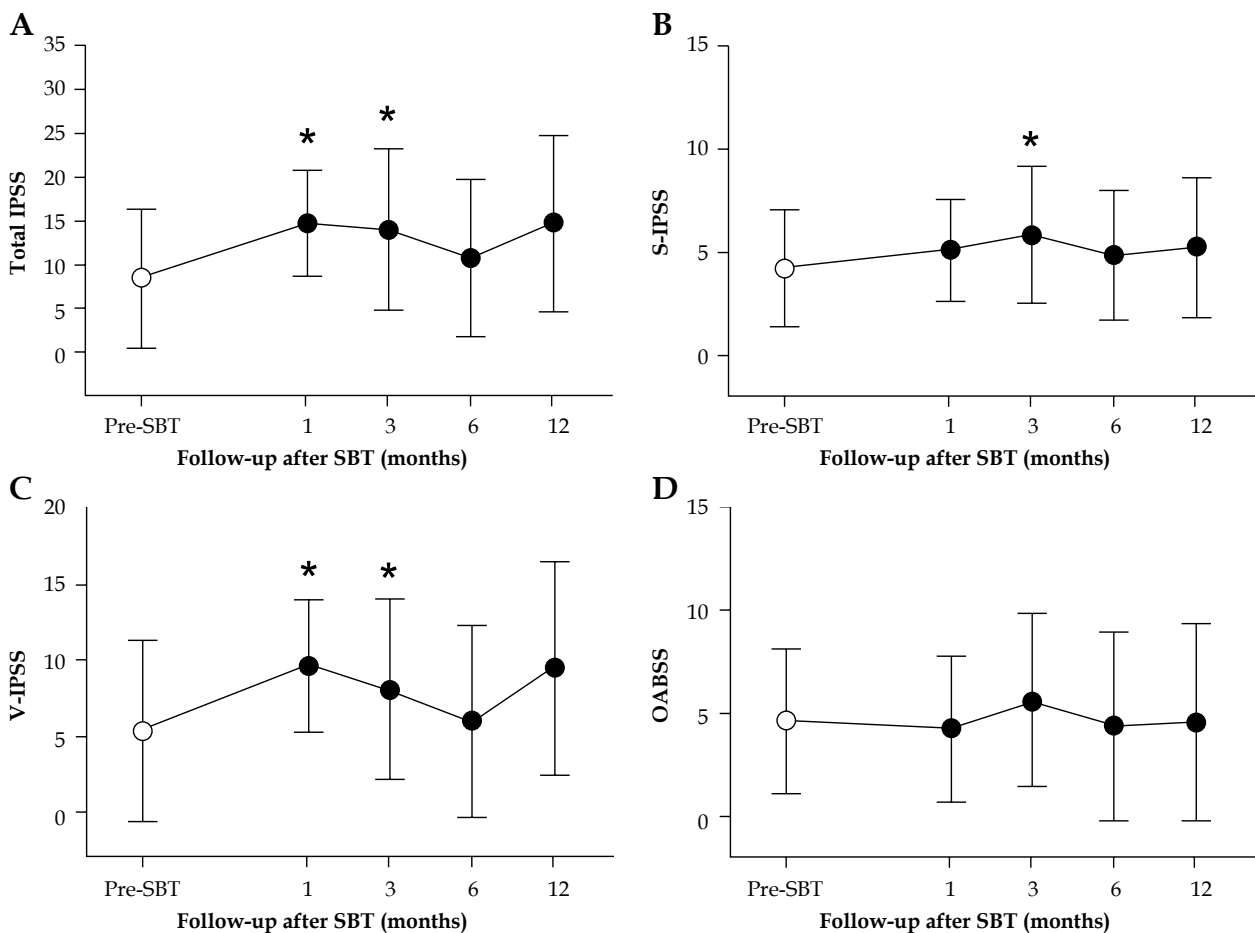 A
35
30
25
20
15
10
5
0
Total IPSS
* *
Pre-SBT 1 3 6 12
Follow-up after SBT (months)
B
15
10
5
0
S-IPSS
*
Pre-SBT 1 3 6 12
Follow-up after SBT (months)
C
20
15
10
5
0
V-IPSS
* *
Pre-SBT 1 3 6 12
Follow-up after SBT (months)
D
15
10
5
0
OABSS
Pre-SBT 1 3 6 12
Follow-up after SBT (months)